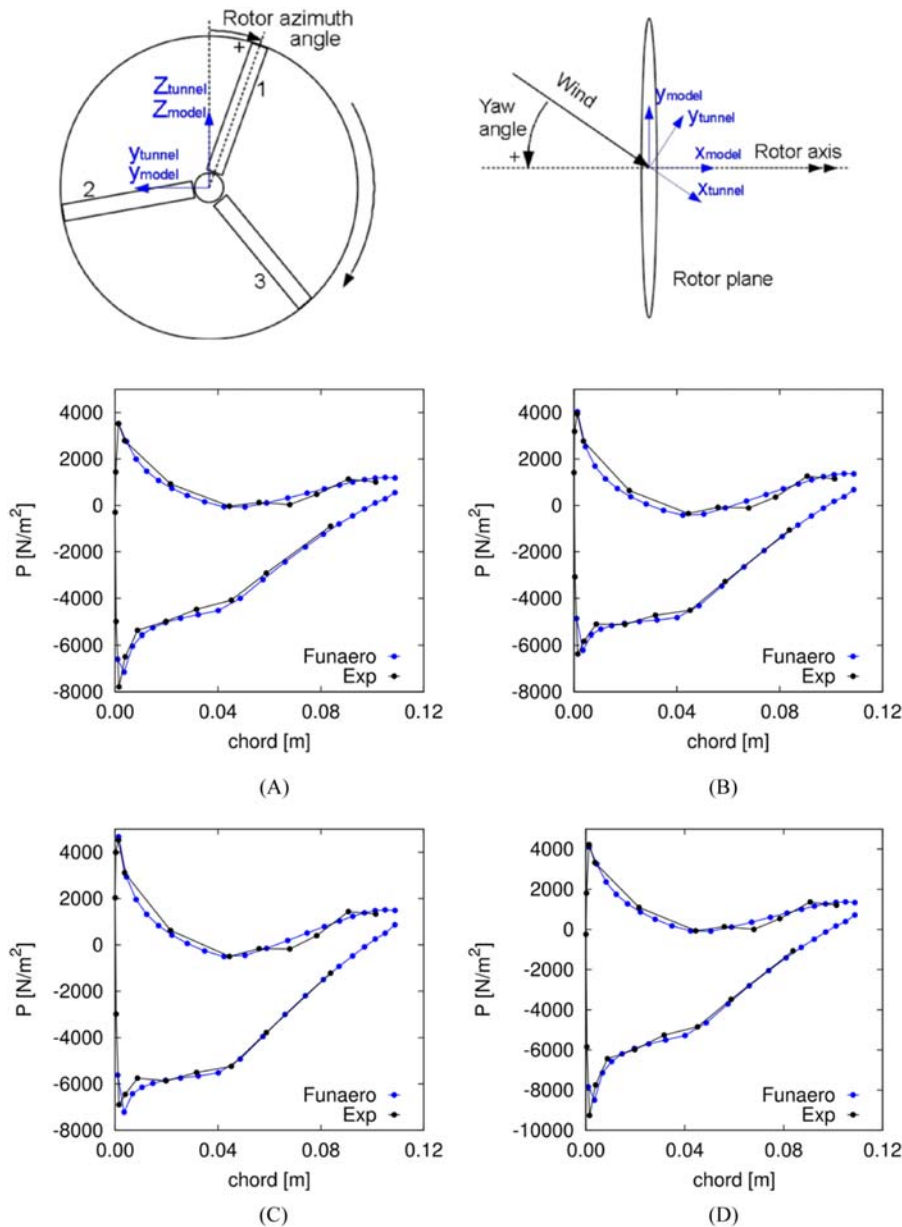 Rotor azimuth
angle
+
1
Ztunnel
Zmodel
ytunnel
ymodel
2
3
Wind
Yaw
angle
+
ymodel
ytunnel
xmodel
Rotor axis
xtunnel
Rotor plane
4000
2000
0
-2000
-4000
-6000
-8000
P [N/m²]
Funaero
Exp
0.00 0.04 0.08 0.12
chord [m]
(A)
4000
2000
0
-2000
-4000
-6000
-8000
P [N/m²]
Funaero
Exp
0.00 0.04 0.08 0.12
chord [m]
(B)
4000
2000
0
-2000
-4000
-6000
-8000
P [N/m²]
Funaero
Exp
0.00 0.04 0.08 0.12
chord [m]
(C)
4000
2000
0
-2000
-4000
-6000
-8000
-10000
P [N/m²]
Funaero
Exp
0.00 0.04 0.08 0.12
chord [m]
(D)